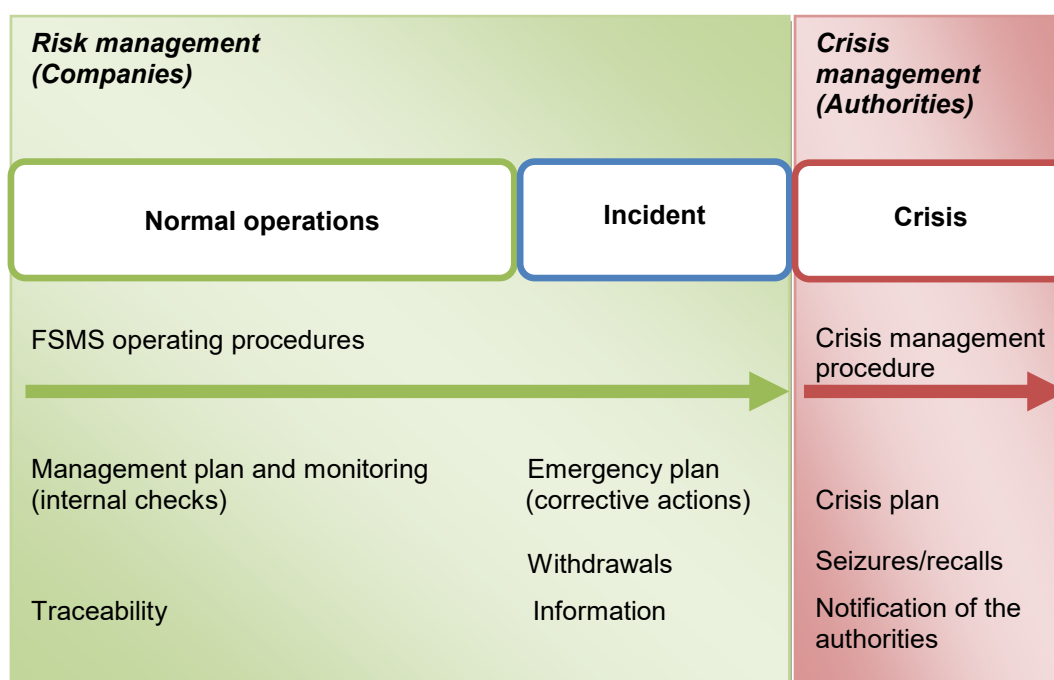 Risk management
(Companies)
Crisis
management
(Authorities)
Normal operations
Incident
Crisis
FSMS operating procedures
Crisis management
procedure
Management plan and monitoring
(internal checks)
Emergency plan
(corrective actions)
Crisis plan
Withdrawals
Seizures/recalls
Traceability
Information
Notification of the
authorities